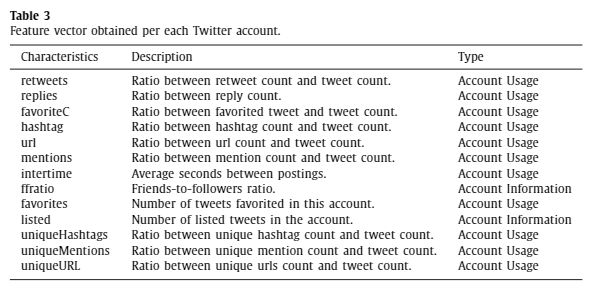 Table 3
Feature vector obtained per each Twitter account.
Characteristics Description Type
retweets Ratio between retweet count and tweet count. Account Usage
replies Ratio between reply count. Account Usage
favoriteC Ratio between favorited tweet and tweet count. Account Usage
hashtag Ratio between hashtag count and tweet count. Account Usage
url Ratio between url count and tweet count. Account Usage
mentions Ratio between mention count and tweet count. Account Usage
intertime Average seconds between postings. Account Usage
ffratio Friends-to-followers ratio. Account Information
favorites Number of tweets favorited in this account. Account Usage
listed Number of listed tweets in the account. Account Information
uniqueHashtags Ratio between unique hashtag count and tweet count. Account Usage
uniqueMentions Ratio between unique mention count and tweet count. Account Usage
uniqueURL Ratio between unique urls count and tweet count. Account Usage